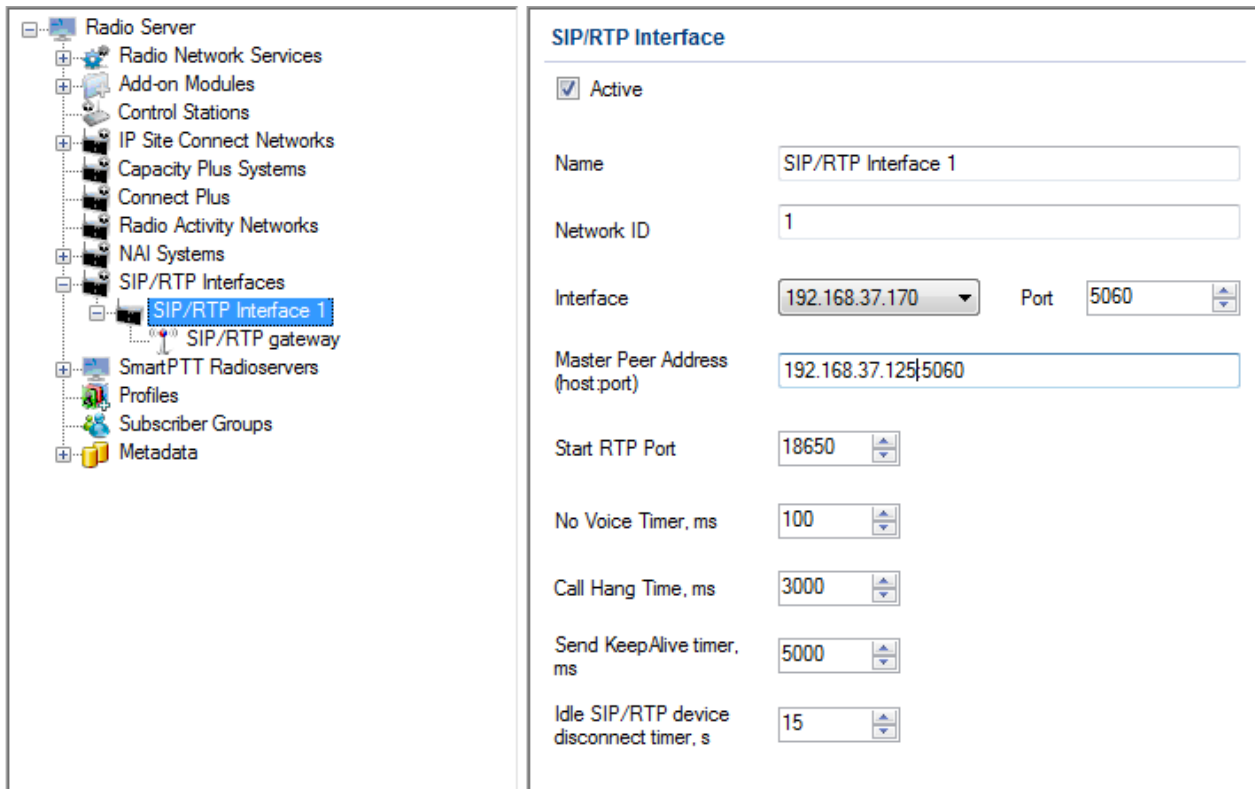 Radio Server
Radio Network Services
Add-on Modules
Control Stations
IP Site Connect Networks
Capacity Plus Systems
Connect Plus
Radio Activity Networks
NAI Systems
SIP/RTP Interfaces
SIP/RTP Interface 1
SIP/RTP gateway
SmartPTT Radioservers
Profiles
Subscriber Groups
Metadata
SIP/RTP Interface
Active
Name SIP/RTP Interface 1
Network ID 1
Interface 192.168.37.170 Port 5060
Master Peer Address
(host:port) 192.168.37.125:5060
Start RTP Port 18650
No Voice Timer, ms 100
Call Hang Time, ms 3000
Send KeepAlive timer,
ms 5000
Idle SIP/RTP device
disconnect timer, s 15